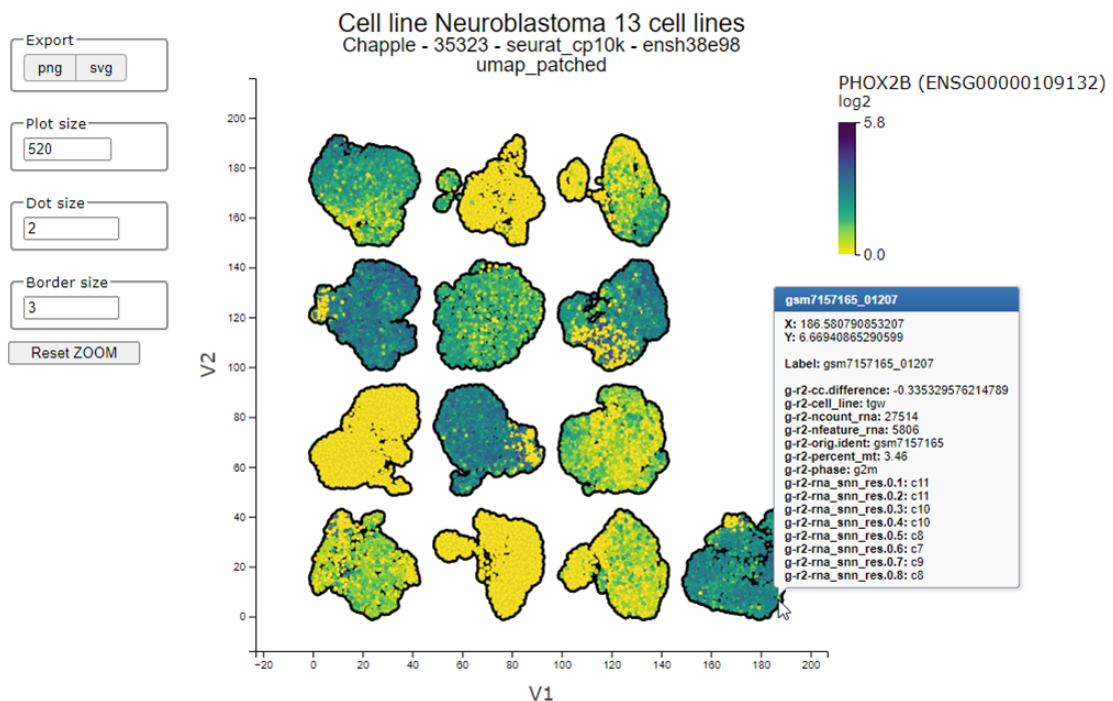 Cell line Neuroblastoma 13 cell lines
Chapple - 35323 - seurat_cp10k - ensh38e98
umap_patched
Export
png svg
Plot size
520
Dot size
2
Border size
3
Reset ZOOM
PHOX2B (ENSG00000109132)
log2
5.8
0.0
V2
200
180
160
140
120
100
80
60
40
20
0
-20 0 20 40 60 80 100 120 140 160 180 200
V1
gsm7157165_01207
X: 186.580790853207
Y: 6.66940865290599
Label: gsm7157165_01207
g-r2-cc.difference: -0.335329576214789
g-r2-cell_line: tgw
g-r2-ncount_rna: 27514
g-r2-nfeature_rna: 5806
g-r2-orig.ident: gsm7157165
g-r2-percent_mt: 3.46
g-r2-phase: g2m
g-r2-rna_snn_res.0.1: c11
g-r2-rna_snn_res.0.2: c11
g-r2-rna_snn_res.0.3: c10
g-r2-rna_snn_res.0.4: c10
g-r2-rna_snn_res.0.5: c8
g-r2-rna_snn_res.0.6: c7
g-r2-rna_snn_res.0.7: c9
g-r2-rna_snn_res.0.8: c8